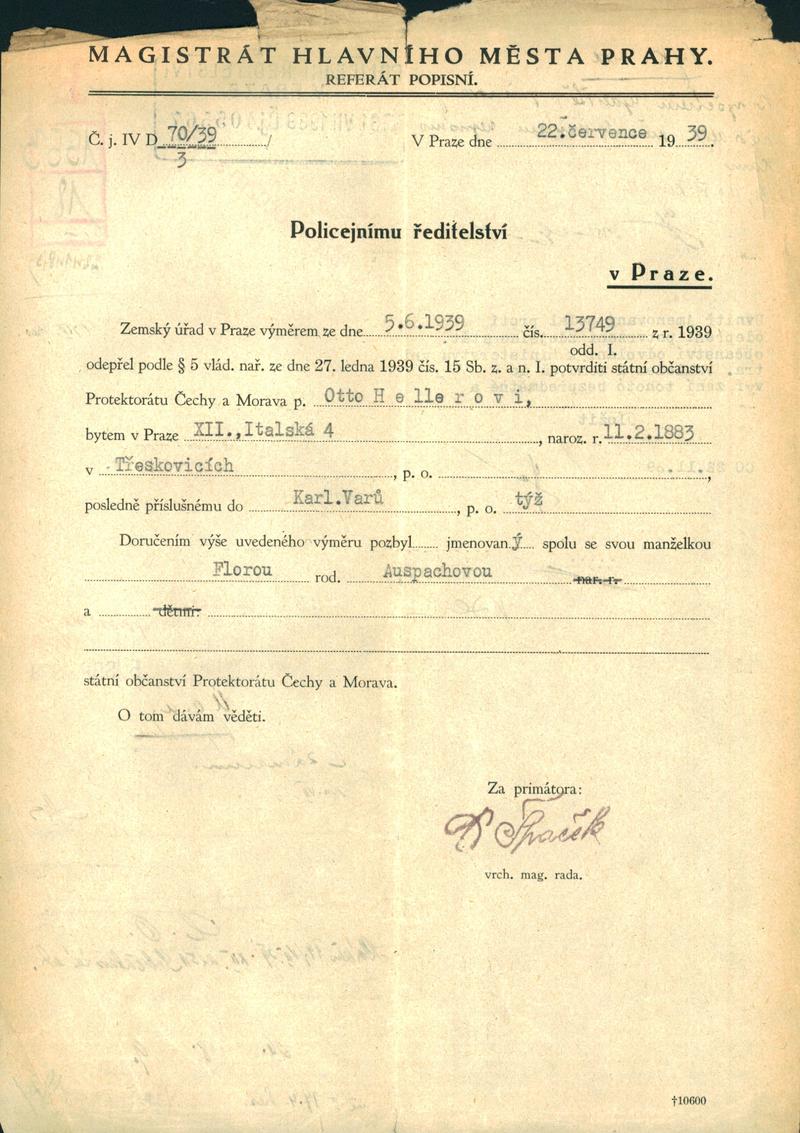 MAGISTRÁT HLAVNÍHO MĚSTA PRAHY.
REFERÁT POPISNÍ.
Č. j. IV D 70/39 /
3
V Praze dne 22.července 19 39.
Policejnímu ředitelství
v Praze.
Zemský úřad v Praze výměrem ze dne 5.6.1939 čís. 13749 z r. 1939
odd. I.
odepřel podle § 5 vlád. nař. ze dne 27. ledna 1939 čís. 15 Sb. z. a n. I. potvrditi státní občanství
Protektorátu Čechy a Morava p. Otto H e lle r o v i,
bytem v Praze XII.,Italská 4, naroz. r. 11.2.1883
v Třeskovicích, p. o.
posledně příslušnému do Karl.Varů, p. o. týž
Doručením výše uvedeného výměru pozbyl jmenovan.ý spolu se svou manželkou
Florou rod. Auspachovou nar. r.
a dětmi:
státní občanství Protektorátu Čechy a Morava.
O tom dávám věděti.
Za primátora:
Dr Špaček
vrch. mag. rada.
†10600